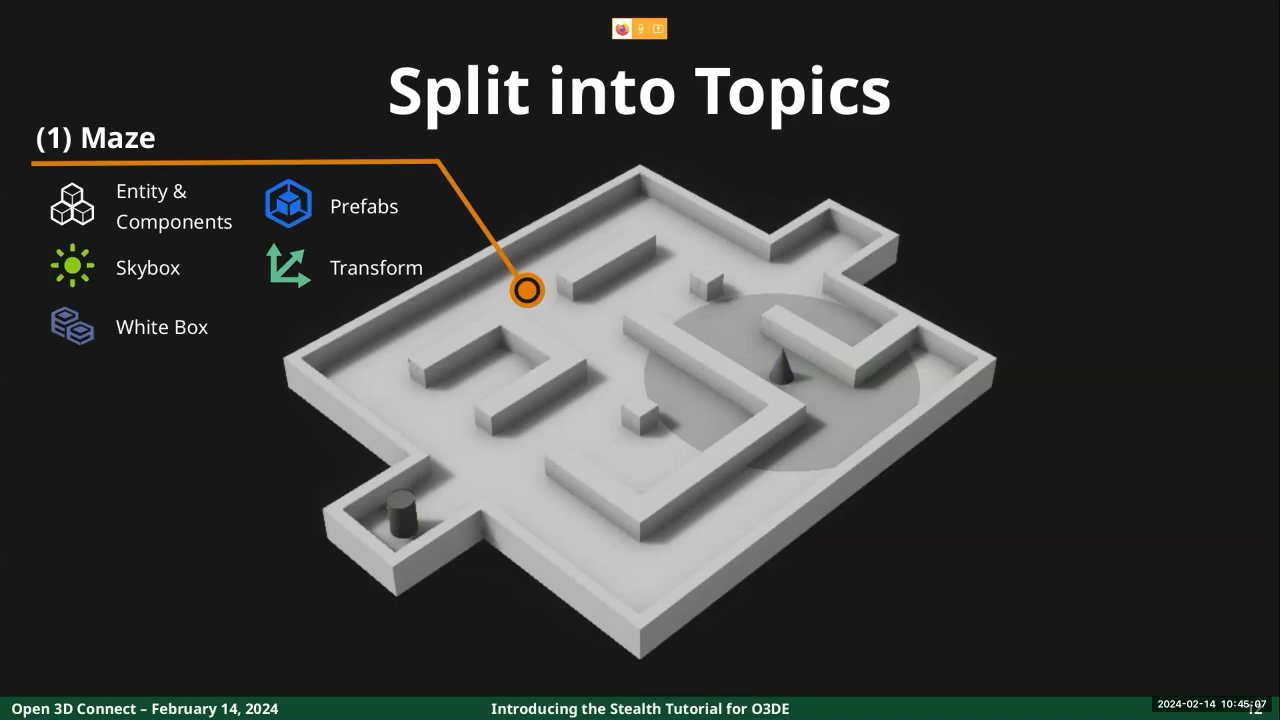 Split into Topics
(1) Maze
Entity &
Components
Prefabs
Skybox
Transform
White Box
Open 3D Connect – February 14, 2024
Introducing the Stealth Tutorial for O3DE
12
2024-02-14 10:45:07